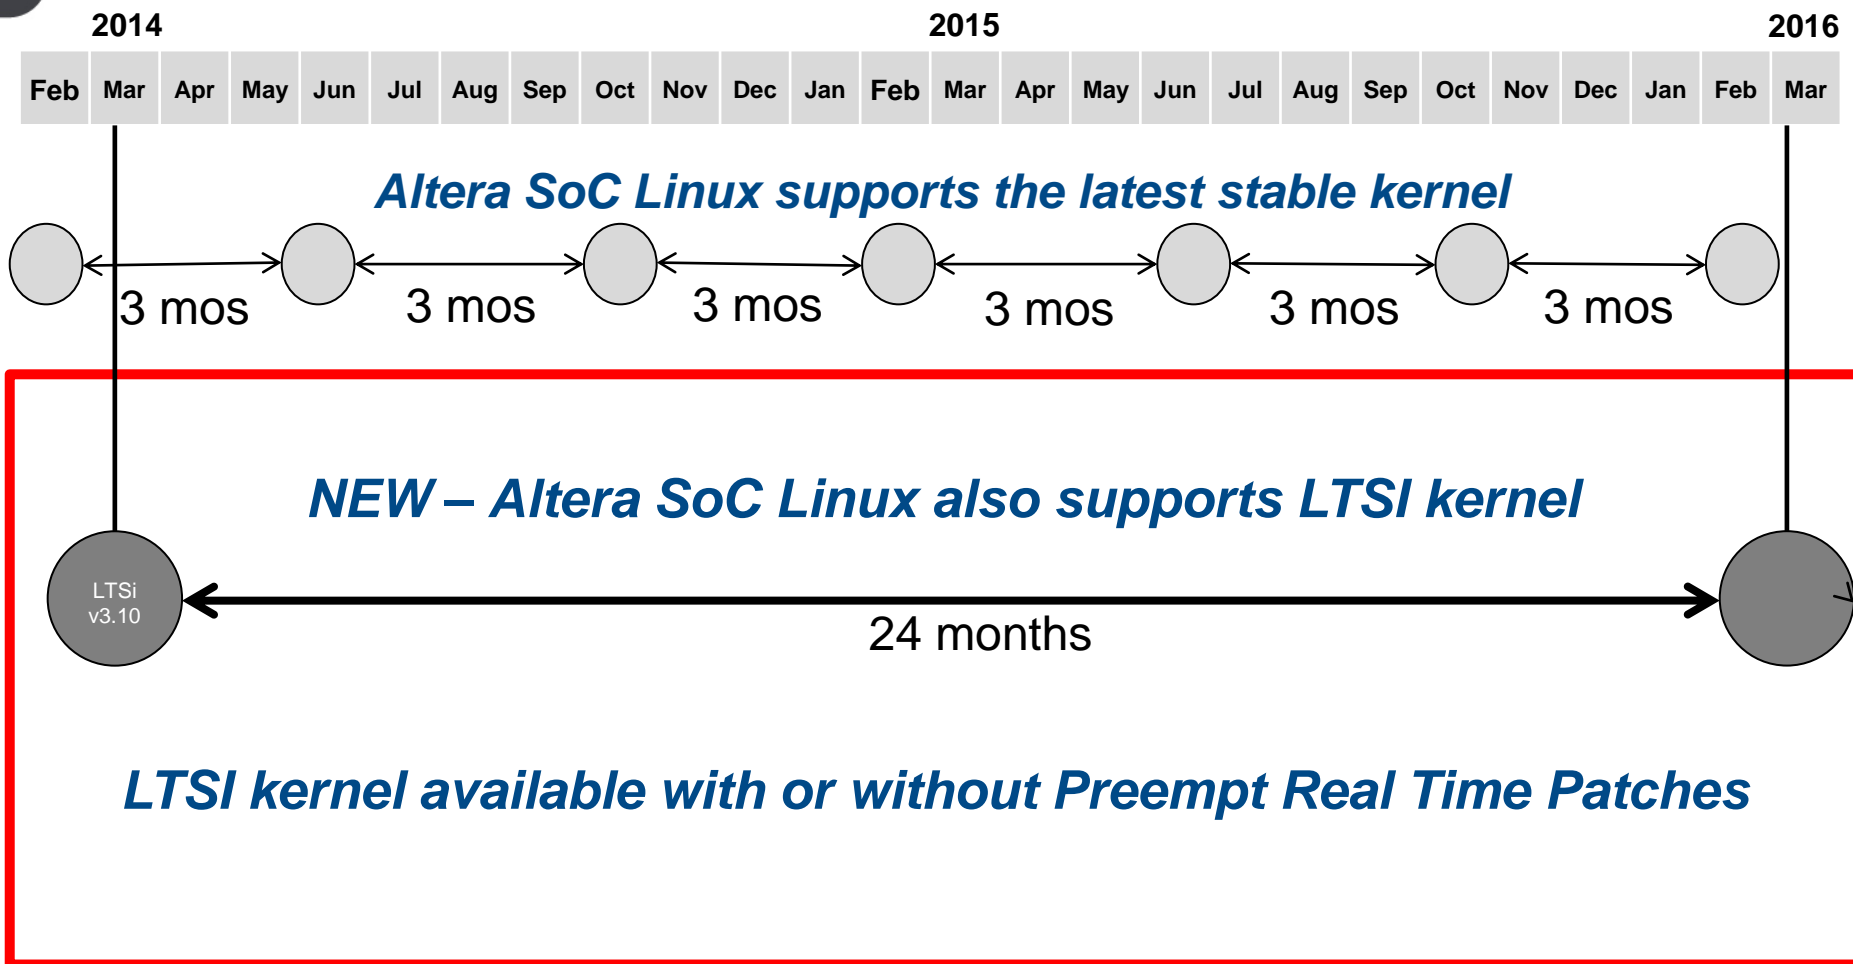 2014 2015 2016
Feb Mar Apr May Jun Jul Aug Sep Oct Nov Dec Jan Feb Mar Apr May Jun Jul Aug Sep Oct Nov Dec Jan Feb Mar
Altera SoC Linux supports the latest stable kernel
3 mos 3 mos 3 mos 3 mos 3 mos 3 mos
NEW – Altera SoC Linux also supports LTSI kernel
LTSi
v3.10
24 months
LTSI kernel available with or without Preempt Real Time Patches